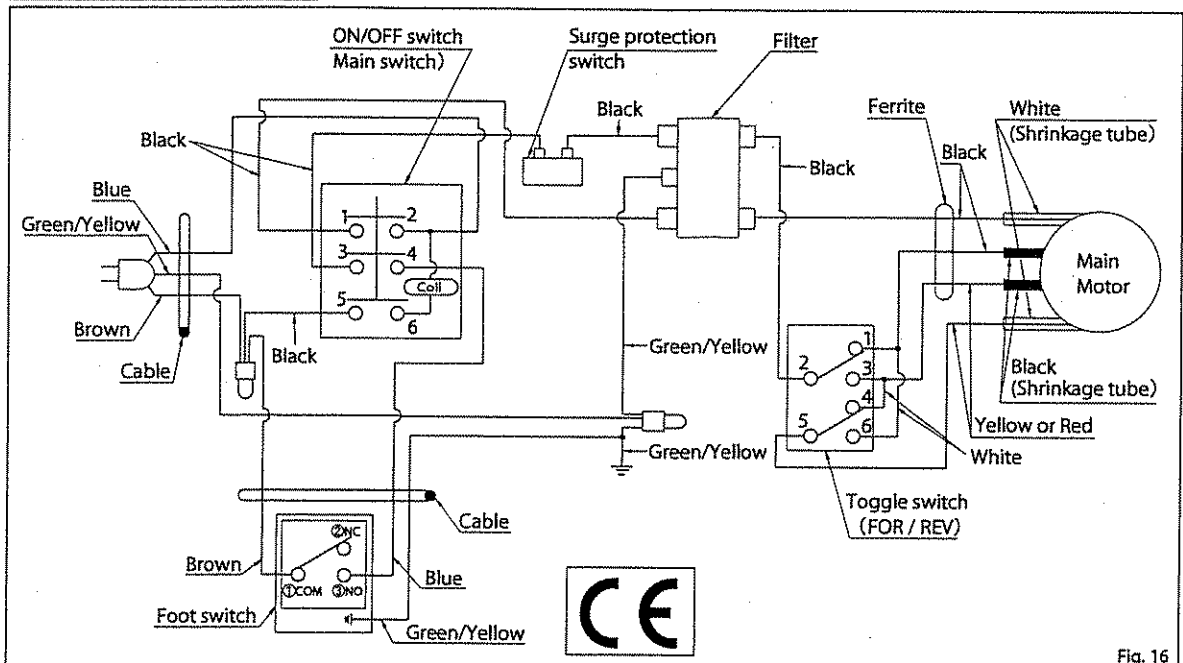 ON/OFF switch
Main switch)
Surge protection
switch
Filter
Black
Ferrite
White
(Shrinkage tube)
Black
Black
Black
Blue
Green/Yellow
Brown
Cable
Black
1
2
3
4
Coil
5
6
Main
Motor
Green/Yellow
Green/Yellow
1
2
3
4
5
6
Black
(Shrinkage tube)
Yellow or Red
White
Toggle switch
(FOR / REV)
Cable
Brown
②NC
①COM
③NO
Blue
Foot switch
Green/Yellow
CE
Fig. 16